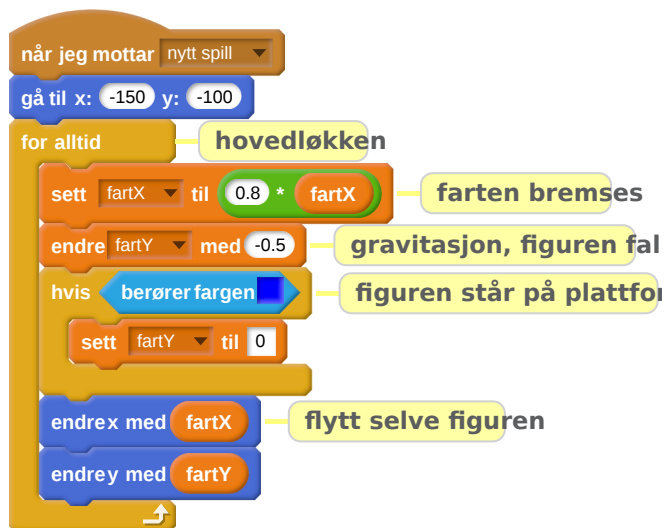 når jeg mottar nytt spill
gå til x: -150 y: -100
for alltid hovedløkken
sett fartX til 0.8 * fartX farten bremses
endre fartY med -0.5 gravitasjon, figuren fal
hvis berører fargen figuren står på plattfor
sett fartY til 0
endre x med fartX flytt selve figuren
endre y med fartY